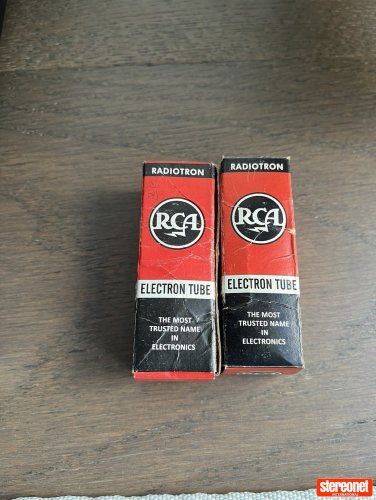 RADIOTRON
RCA
ELECTRON TUBE
THE MOST
TRUSTED NAME
IN
ELECTRONICS
RADIOTRON
RCA
ELECTRON TUBE
THE MOST
TRUSTED NAME
IN
ELECTRONICS
stereonet
INTERNATIONAL